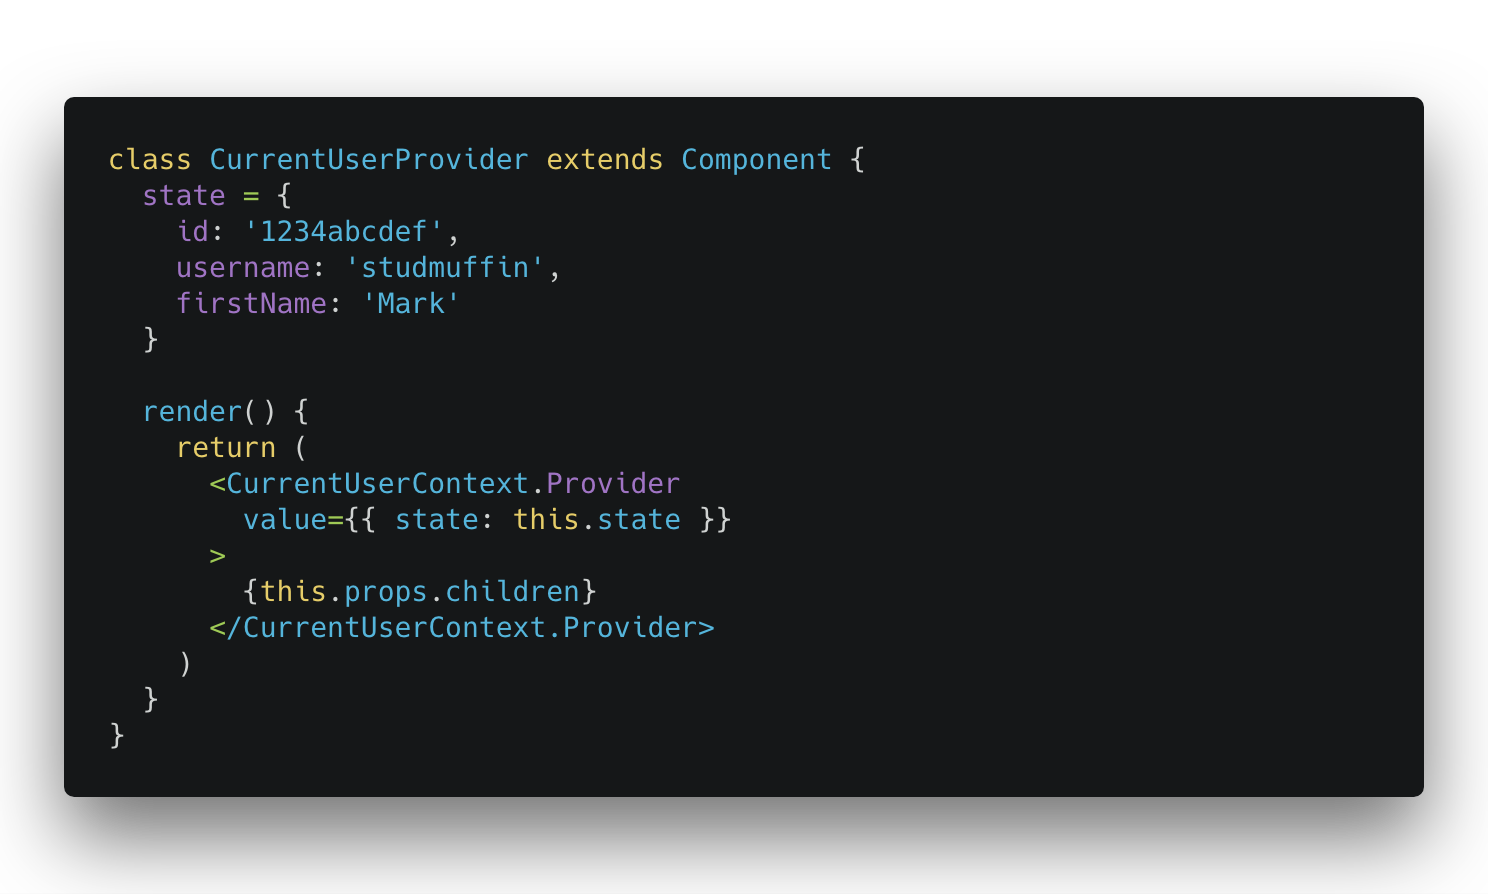 class CurrentUserProvider extends Component {
  state = {
    id: '1234abcdef',
    username: 'studmuffin',
    firstName: 'Mark'
  }

  render() {
    return (
      <CurrentUserContext.Provider
        value={{ state: this.state }}
      >
        {this.props.children}
      </CurrentUserContext.Provider>
    )
  }
}